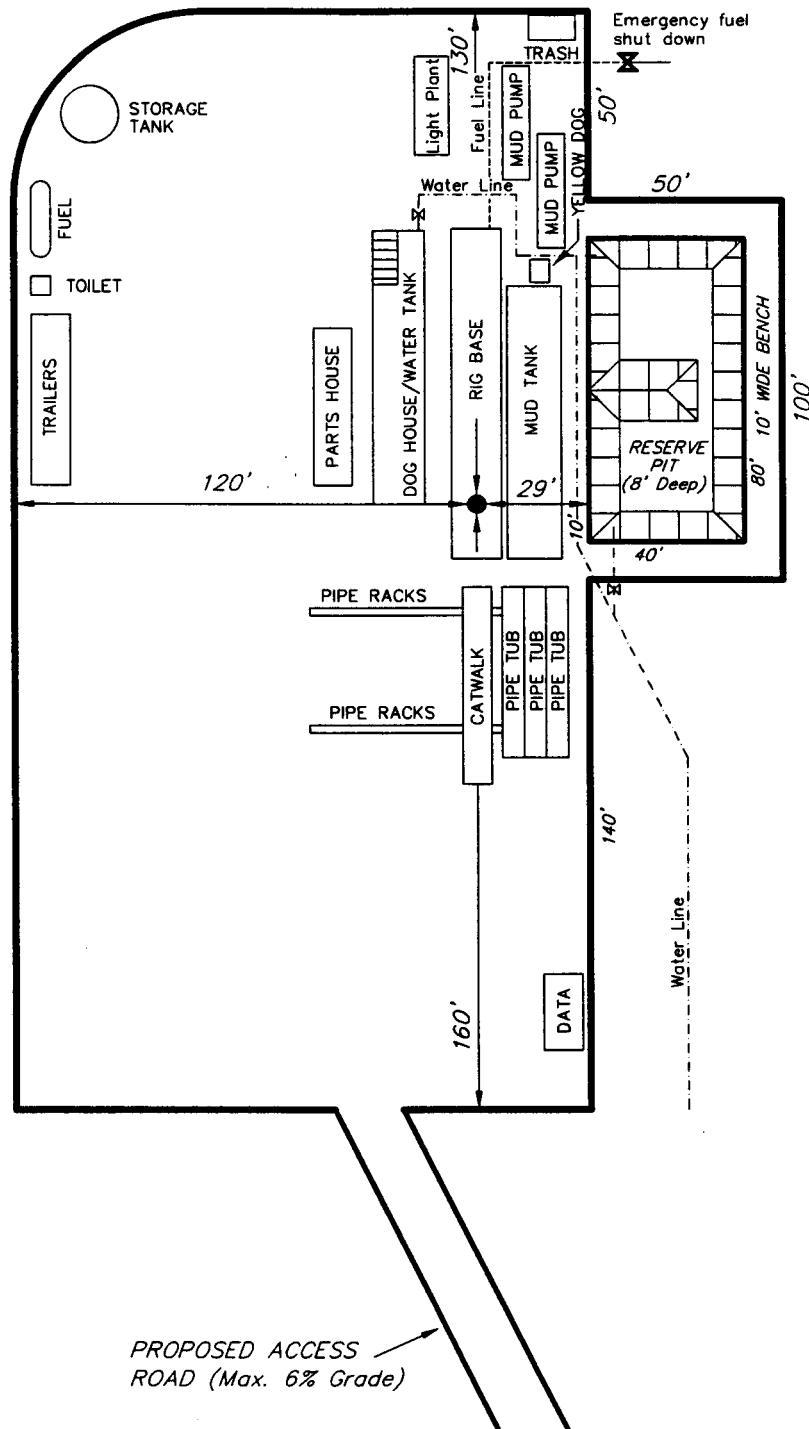 Emergency fuel
shut down
TRASH
130'
50'
Light Plant
Fuel Line
MUD PUMP
MUD PUMP
YELLOW DOG
STORAGE
TANK
Water Line
50'
FUEL
TOILET
TRAILERS
PARTS HOUSE
DOG HOUSE/WATER TANK
RIG BASE
MUD TANK
RESERVE
PIT
(8' Deep)
80'
10' WIDE BENCH
100'
120'
29'
10'
40'
PIPE RACKS
PIPE RACKS
CATWALK
PIPE TUB
PIPE TUB
PIPE TUB
140'
Water Line
160'
DATA
PROPOSED ACCESS
ROAD (Max. 6% Grade)